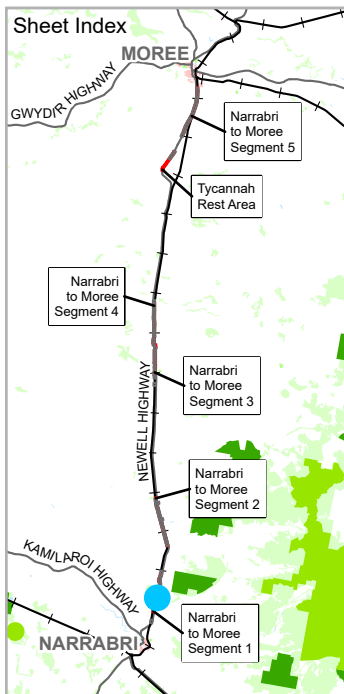 Sheet Index
MOREE
GWYDIR HIGHWAY
Narrabri
to Moree
Segment 5
Tycannah
Rest Area
Narrabri
to Moree
Segment 4
Narrabri
to Moree
Segment 3
NEWELL HIGHWAY
Narrabri
to Moree
Segment 2
KAMILAROI HIGHWAY
Narrabri
to Moree
Segment 1
NARRABRI